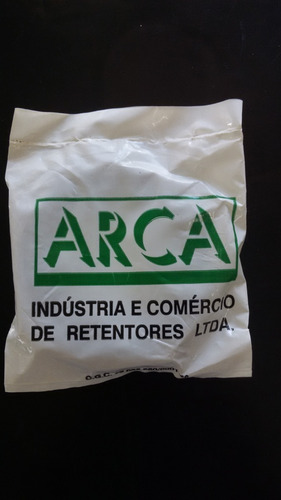 ARCA
INDÚSTRIA E COMÉRCIO
DE RETENTORES LTDA.
C.G.C.